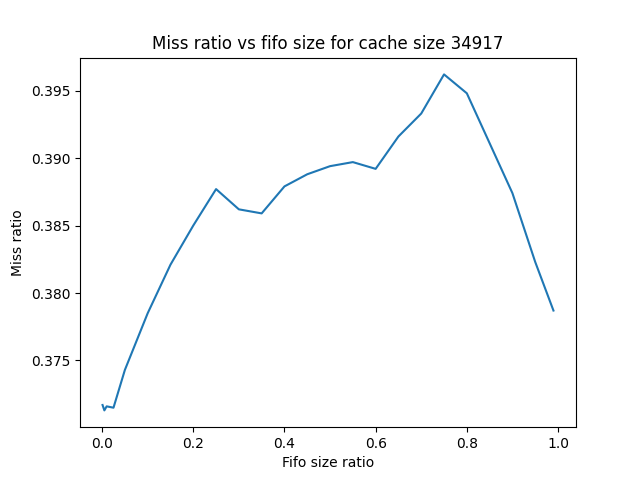 Miss ratio vs fifo size for cache size 34917
0.395
0.390
0.385
0.380
0.375
Miss ratio
0.0 0.2 0.4 0.6 0.8 1.0
Fifo size ratio